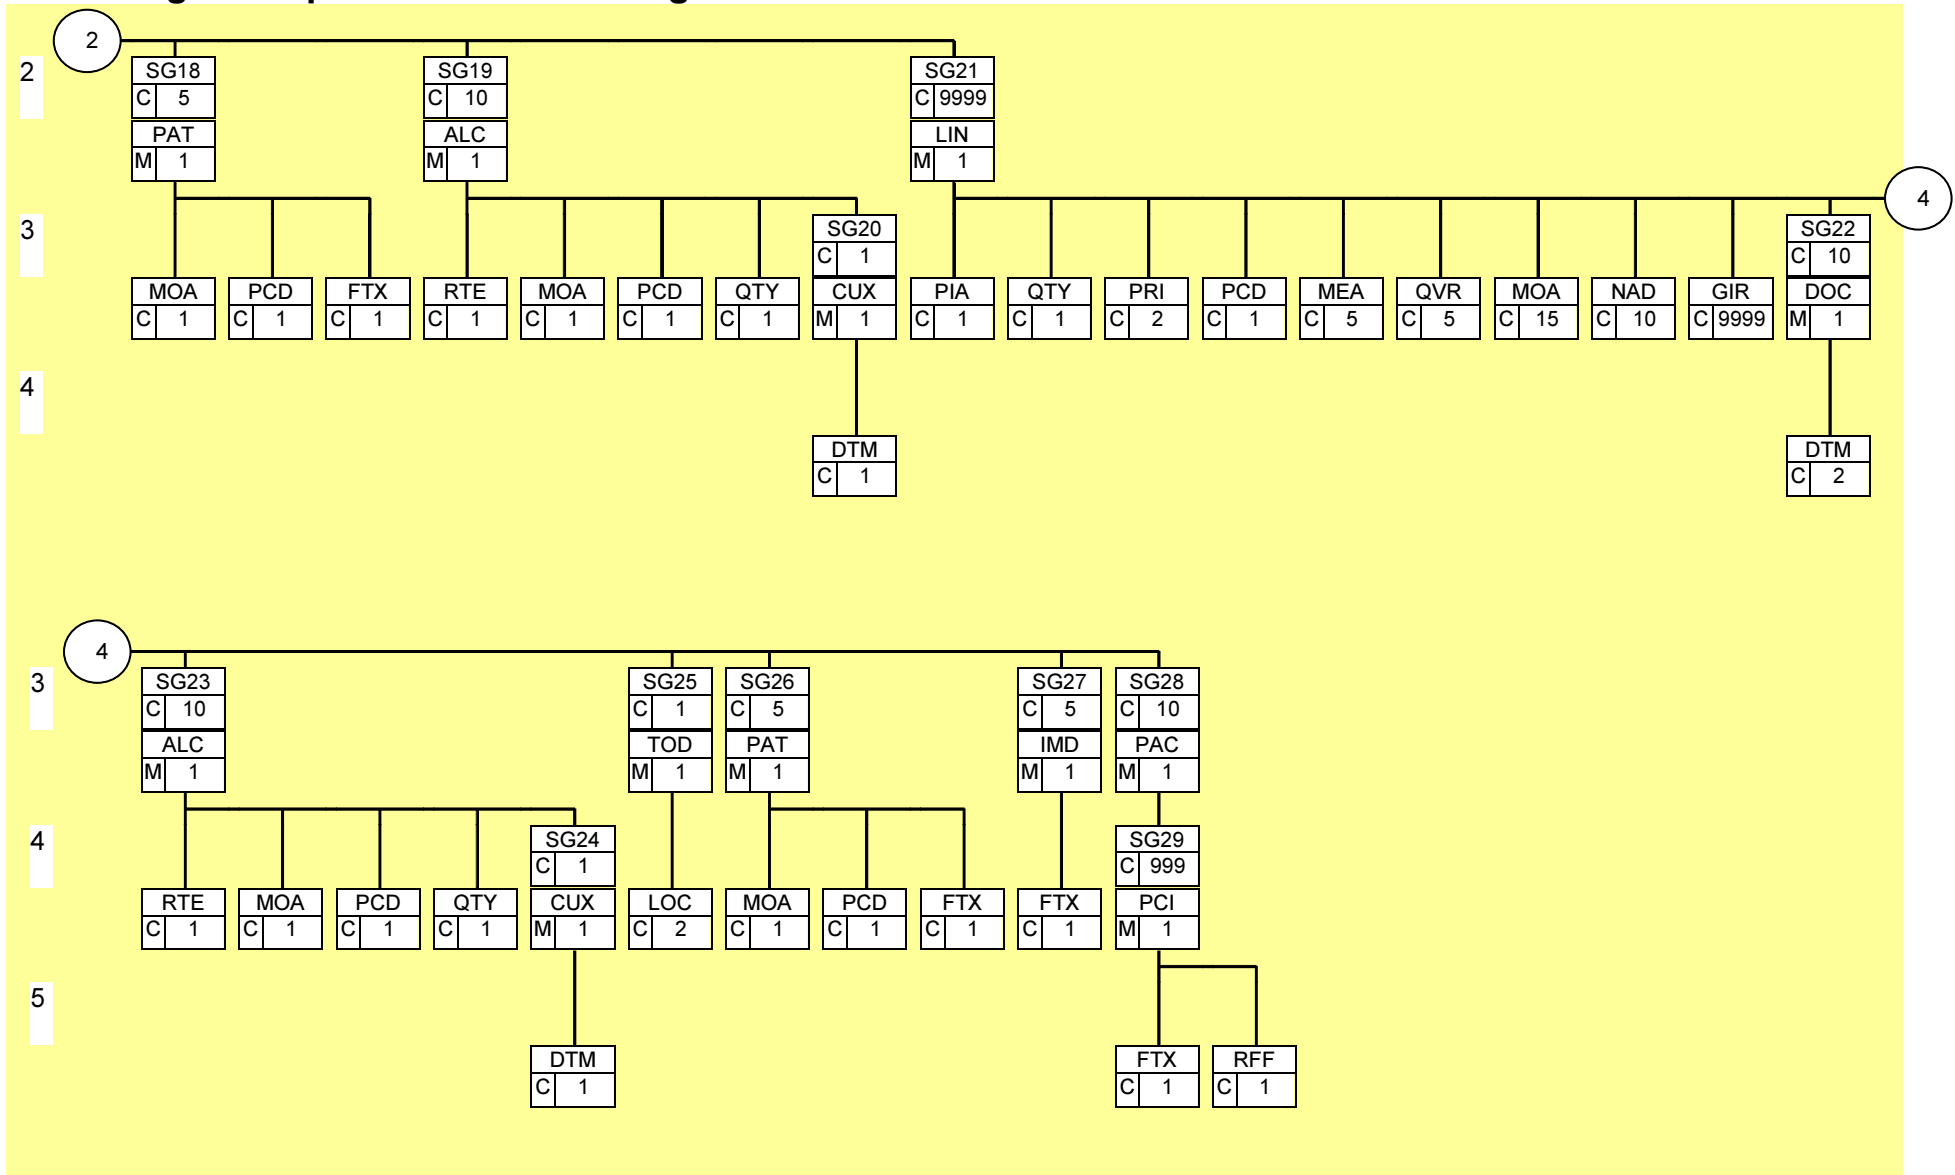 2
2
SG18 SG19 SG21
C 5 C 10 C 9999
PAT ALC LIN
M 1 M 1 M 1
4
3
SG20 SG22
C 1 C 10
MOA PCD FTX RTE MOA PCD QTY CUX PIA QTY PRI PCD MEA QVR MOA NAD GIR DOC
C 1 C 1 C 1 C 1 C 1 C 1 C 1 M 1 C 1 C 1 C 2 C 1 C 5 C 5 C 15 C 10 C 9999 M 1
4
DTM DTM
C 1 C 2
4
3
SG23 SG25 SG26 SG27 SG28
C 10 C 1 C 5 C 5 C 10
ALC TOD PAT IMD PAC
M 1 M 1 M 1 M 1 M 1
4
SG24 SG29
C 1 C 999
RTE MOA PCD QTY CUX LOC MOA PCD FTX FTX PCI
C 1 C 1 C 1 C 1 M 1 C 2 C 1 C 1 C 1 C 1 M 1
5
DTM FTX RFF
C 1 C 1 C 1